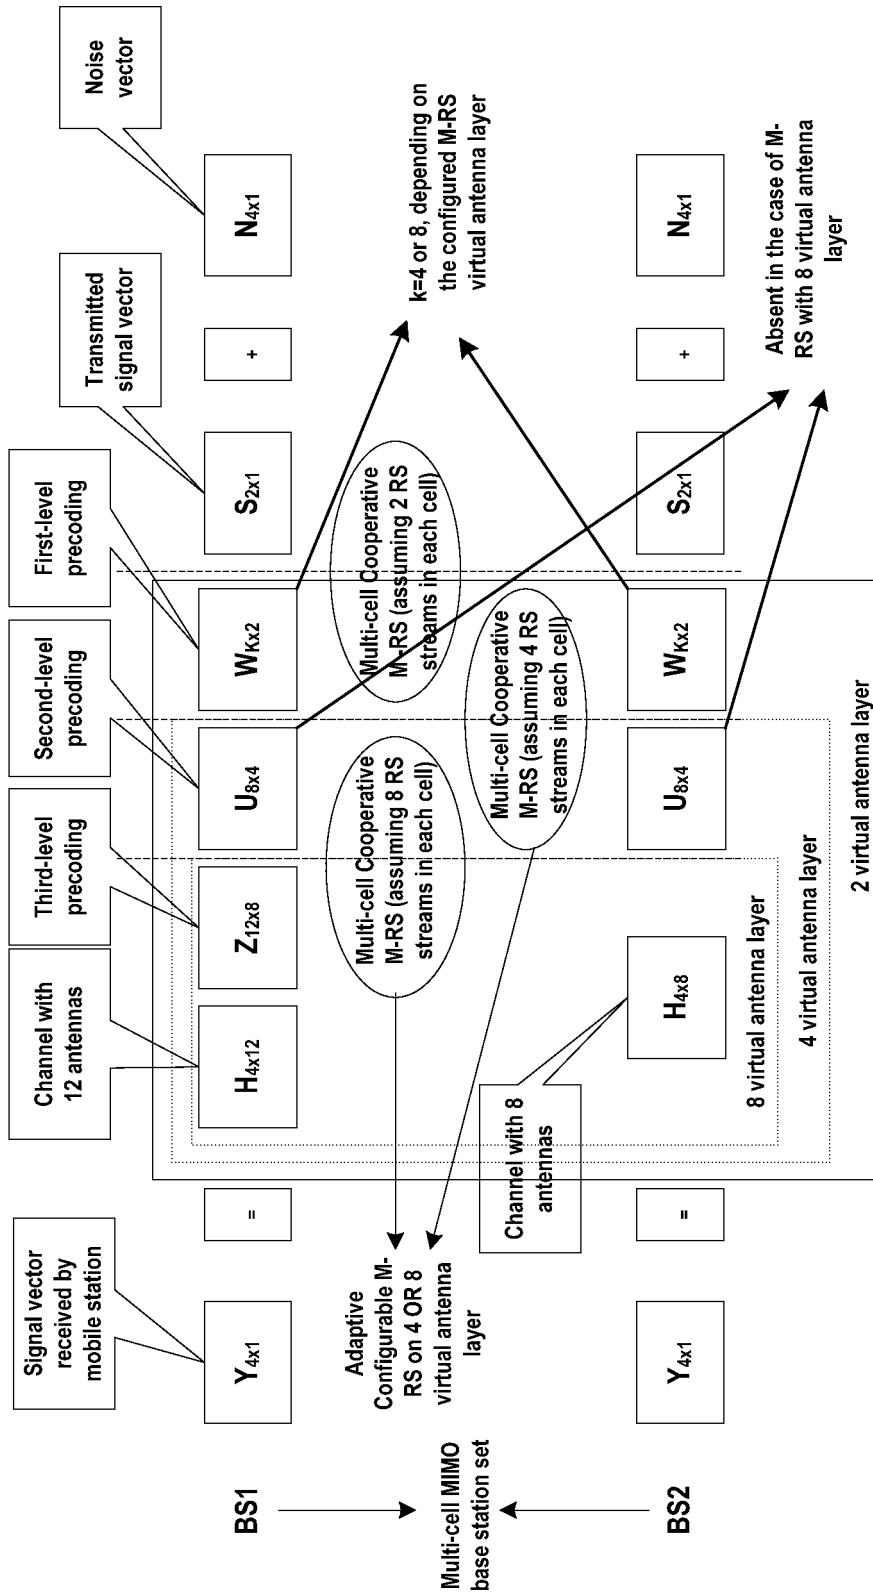 Signal vector
received by
mobile station
Channel with
12 antennas
Third-level
precoding
Second-level
precoding
First-level
precoding
Transmitted
signal vector
Noise
vector
BS1
Y4x1
=
H4x12
Z12x8
U8x4
WKx2
S2x1
+
N4x1
Multi-cell MIMO
base station set
Adaptive
Configurable M-
RS on 4 OR 8
virtual antenna
layer
Multi-cell Cooperative
M-RS (assuming 8 RS
streams in each cell)
Multi-cell Cooperative
M-RS (assuming 2 RS
streams in each cell)
k=4 or 8, depending on
the configured M-RS
virtual antenna layer
Channel with 8
antennas
Multi-cell Cooperative
M-RS (assuming 4 RS
streams in each cell)
BS2
Y4x1
=
H4x8
U8x4
WKx2
S2x1
+
N4x1
8 virtual antenna layer
4 virtual antenna layer
2 virtual antenna layer
Absent in the case of M-
RS with 8 virtual antenna
layer